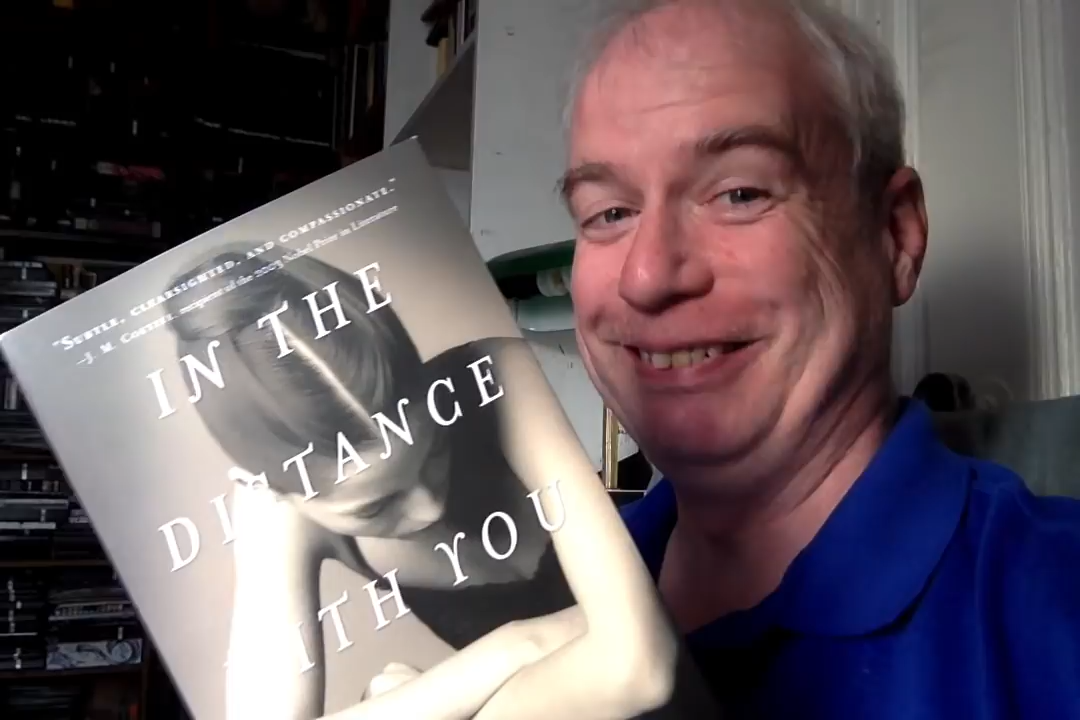 "SUBTLE, CLEARSIGHTED, AND COMPASSIONATE."
—J. M. COETZEE, recipient of the 2003 Nobel Prize in Literature
IN THE
DISTANCE
WITH YOU